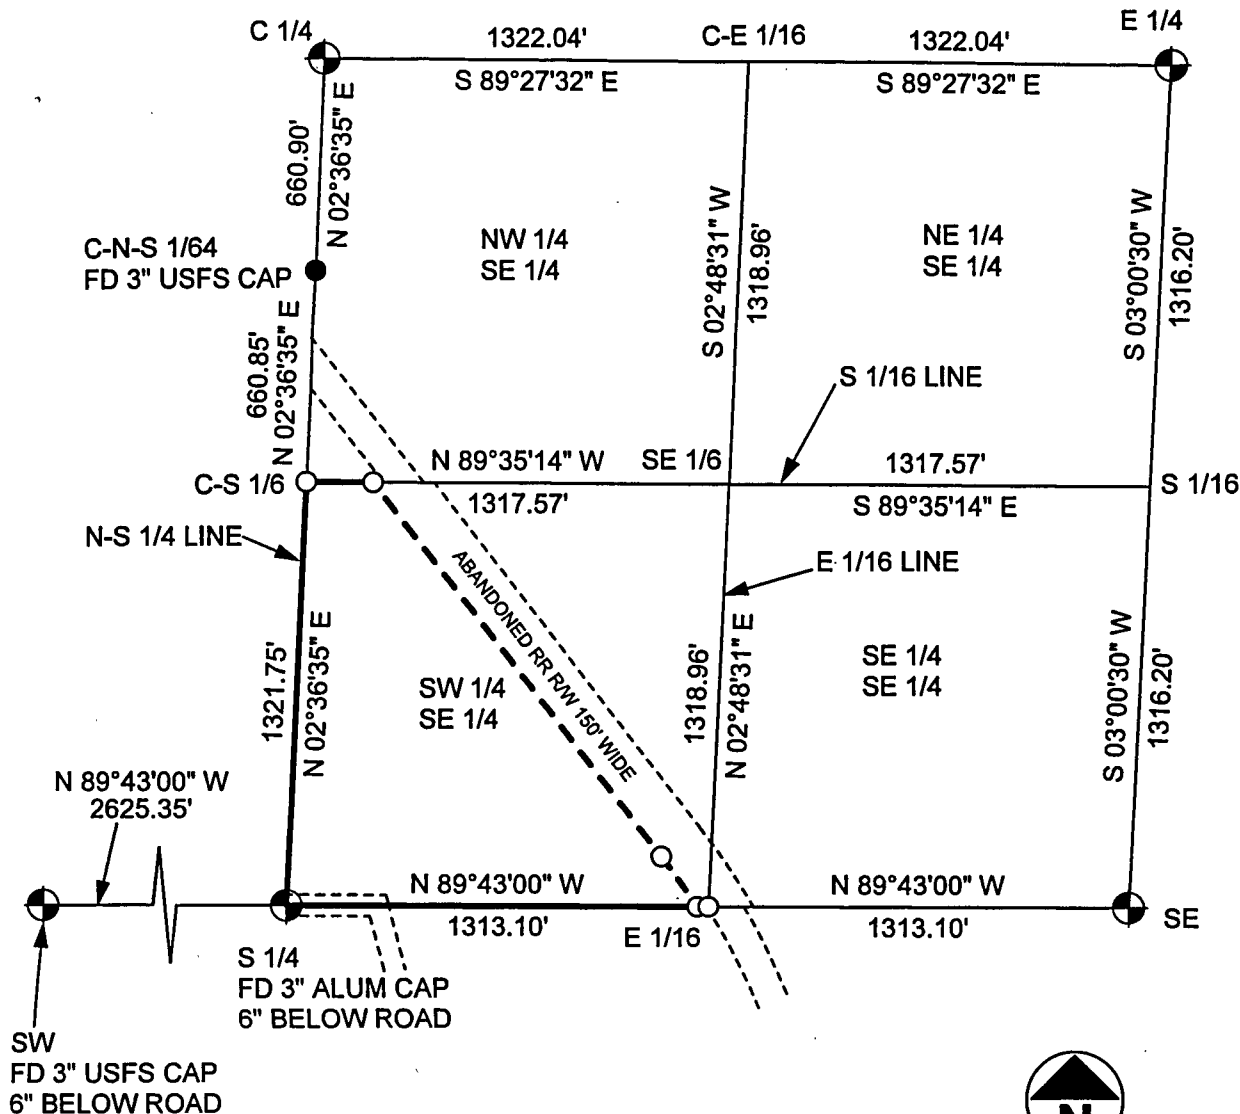 C 1/4
1322.04'
C-E 1/16
1322.04'
E 1/4
S 89°27'32" E
S 89°27'32" E
660.90'
N 02°36'35" E
C-N-S 1/64
FD 3" USFS CAP
NW 1/4
SE 1/4
S 02°48'31" W
1318.96'
NE 1/4
SE 1/4
S 03°00'30" W
1316.20'
660.85'
N 02°36'35" E
S 1/16 LINE
C-S 1/6
N 89°35'14" W
1317.57'
SE 1/6
1317.57'
S 89°35'14" E
S 1/16
N-S 1/4 LINE
E 1/16 LINE
ABANDONED RR R/W 150' WIDE
1321.75'
N 02°36'35" E
SW 1/4
SE 1/4
1318.96'
N 02°48'31" E
SE 1/4
SE 1/4
S 03°00'30" W
1316.20'
N 89°43'00" W
2625.35'
N 89°43'00" W
1313.10'
N 89°43'00" W
1313.10'
E 1/16
SE
S 1/4
FD 3" ALUM CAP
6" BELOW ROAD
SW
FD 3" USFS CAP
6" BELOW ROAD
N